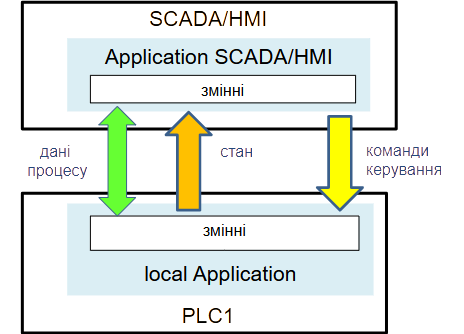 SCADA/HMI
Application SCADA/HMI
змінні
дані
процесу
стан
команди
керування
змінні
local Application
PLC1